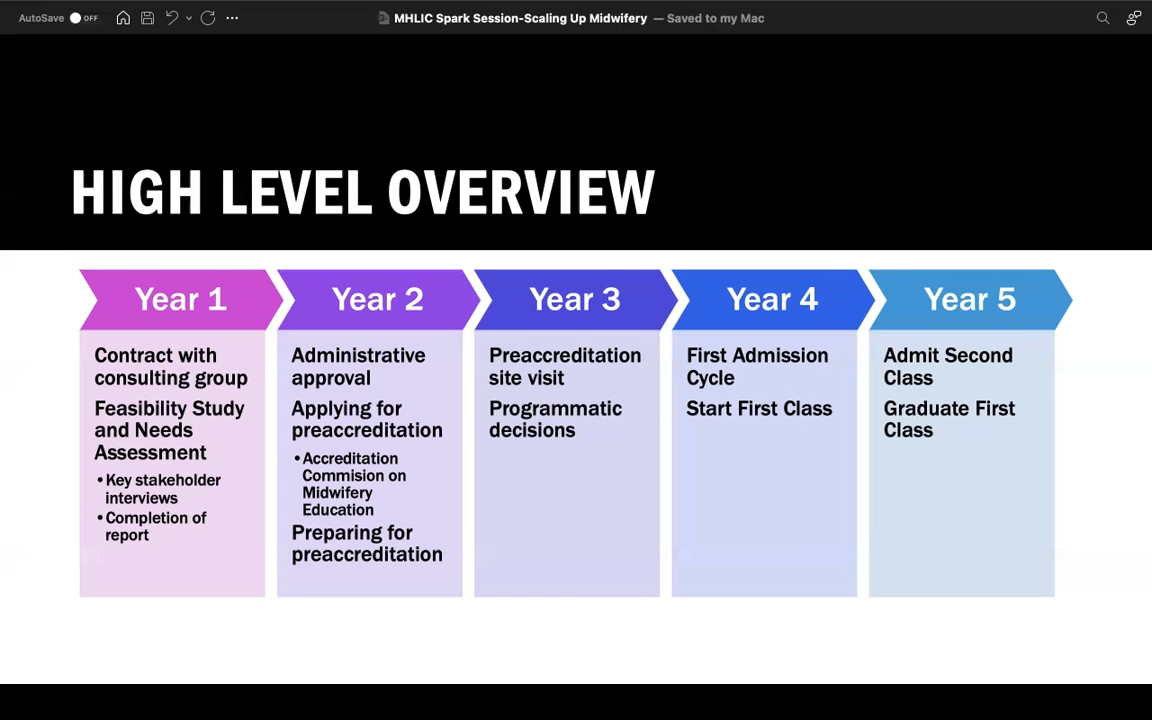 AutoSave OFF
MHLIC Spark Session-Scaling Up Midwifery — Saved to my Mac
HIGH LEVEL OVERVIEW
Year 1
Contract with
consulting group
Feasibility Study
and Needs
Assessment
•Key stakeholder
interviews
•Completion of
report
Year 2
Administrative
approval
Applying for
preaccreditation
•Accreditation
Commision on
Midwifery
Education
Preparing for
preaccreditation
Year 3
Preaccreditation
site visit
Programmatic
decisions
Year 4
First Admission
Cycle
Start First Class
Year 5
Admit Second
Class
Graduate First
Class